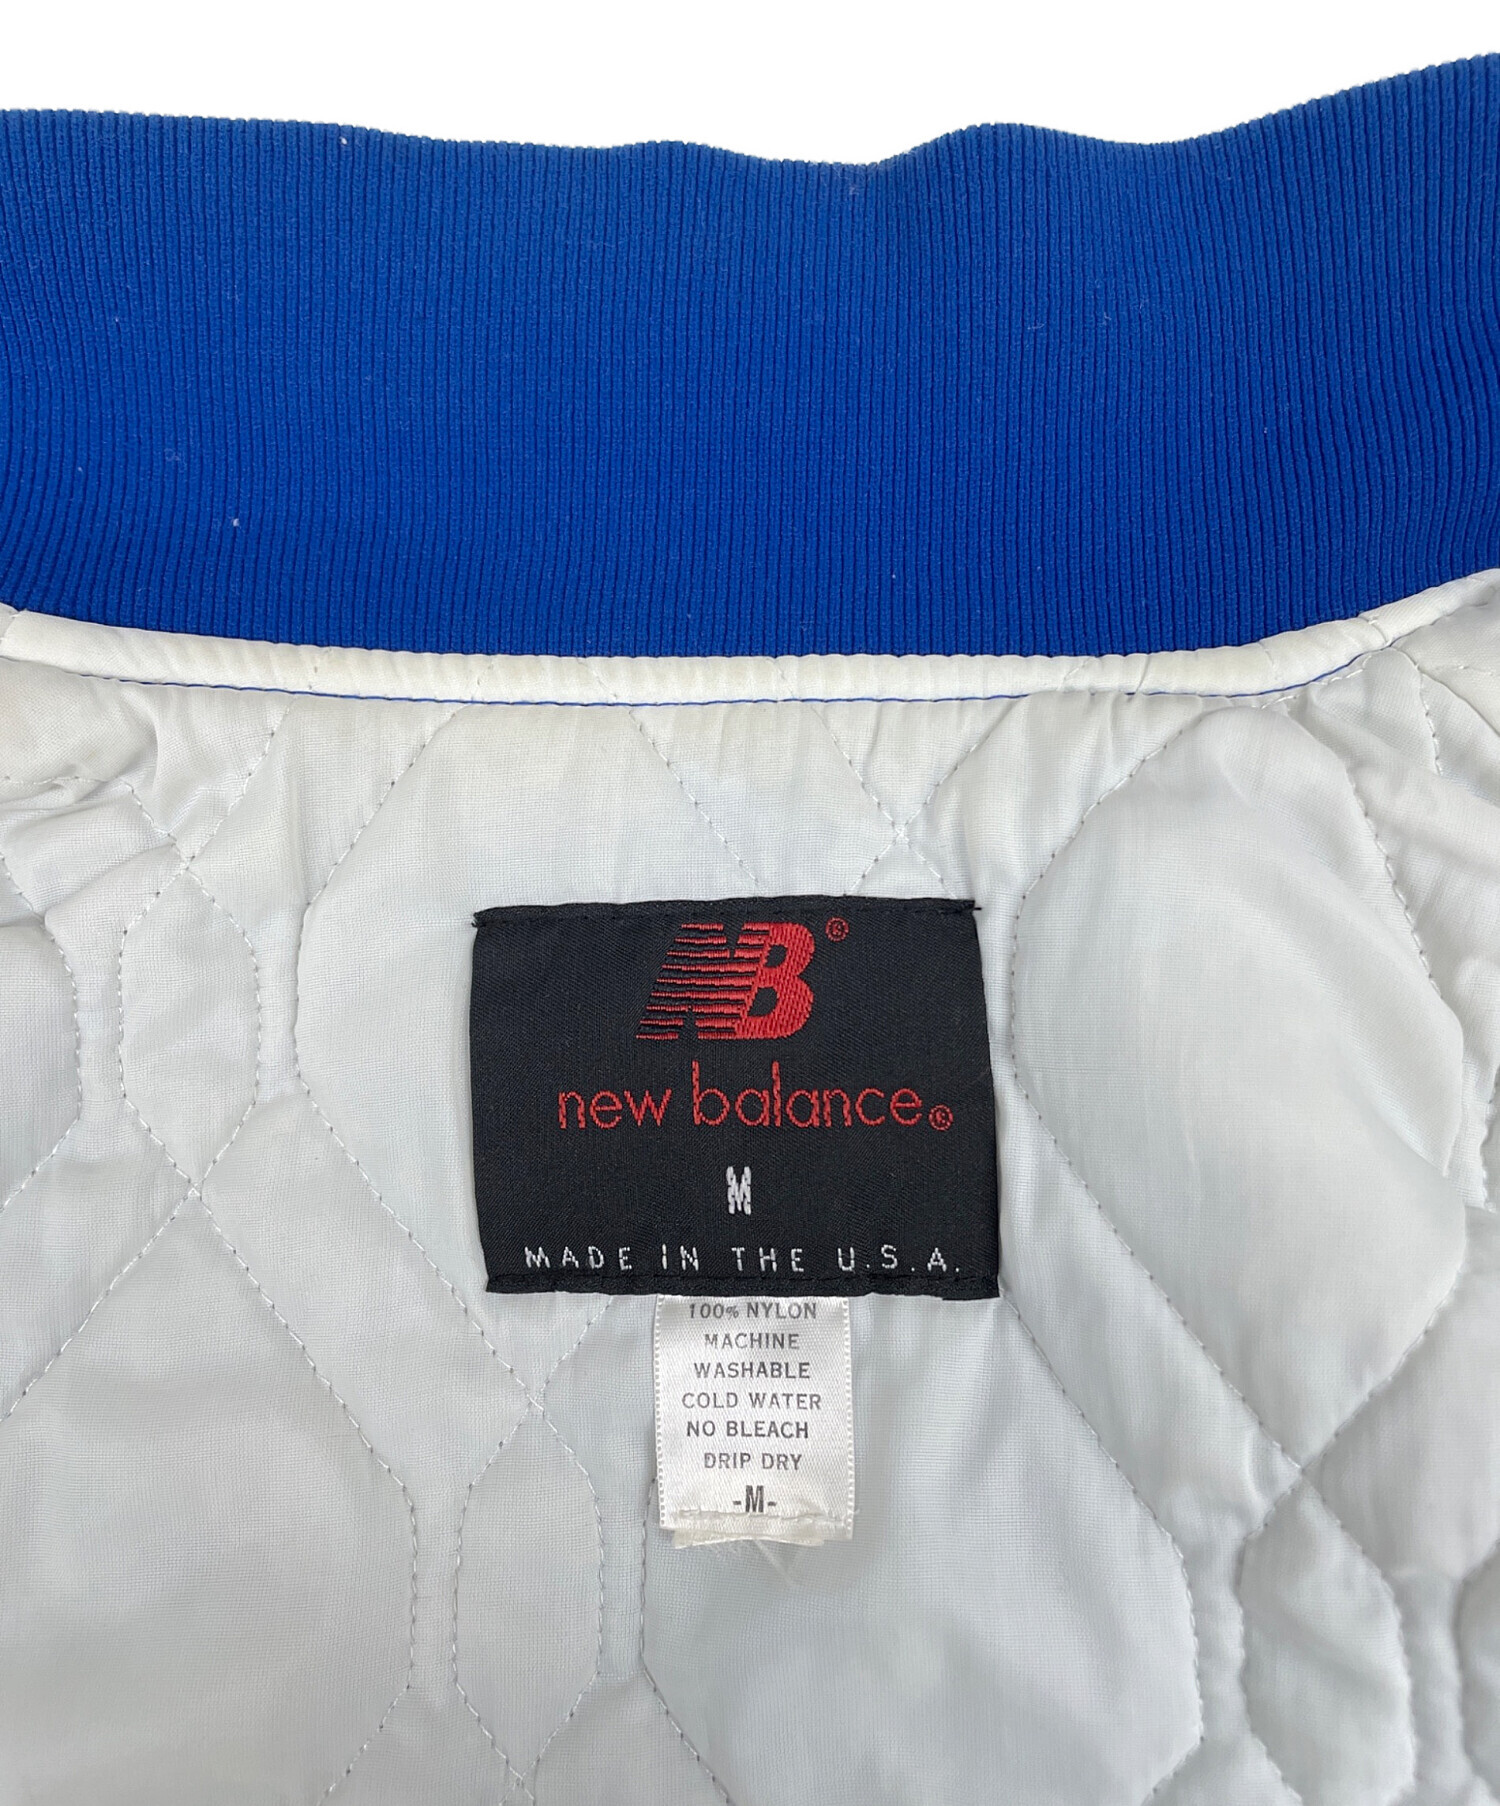 NB®
new balance®
M
MADE IN THE U.S.A.
100% NYLON
MACHINE
WASHABLE
COLD WATER
NO BLEACH
DRIP DRY
-M-